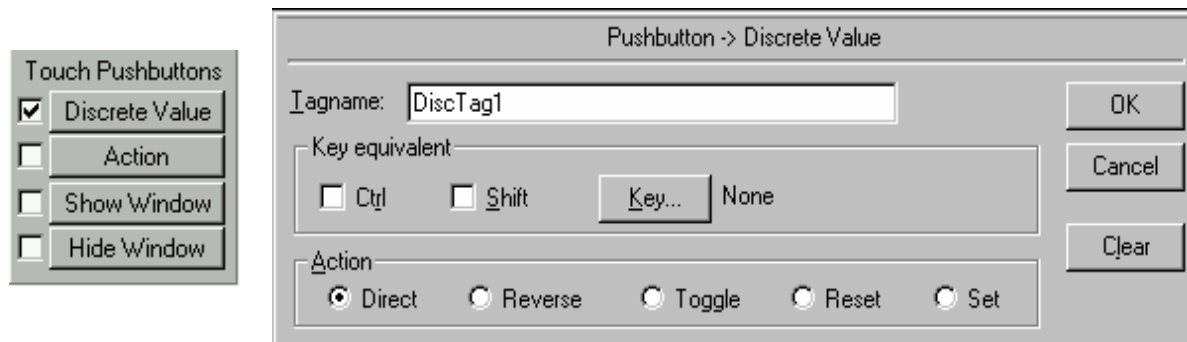 Touch Pushbuttons
Discrete Value
Action
Show Window
Hide Window
Pushbutton -> Discrete Value
Tagname: DiscTag1
OK
Key equivalent
Cancel
Ctrl Shift Key... None
Clear
Action
Direct Reverse Toggle Reset Set